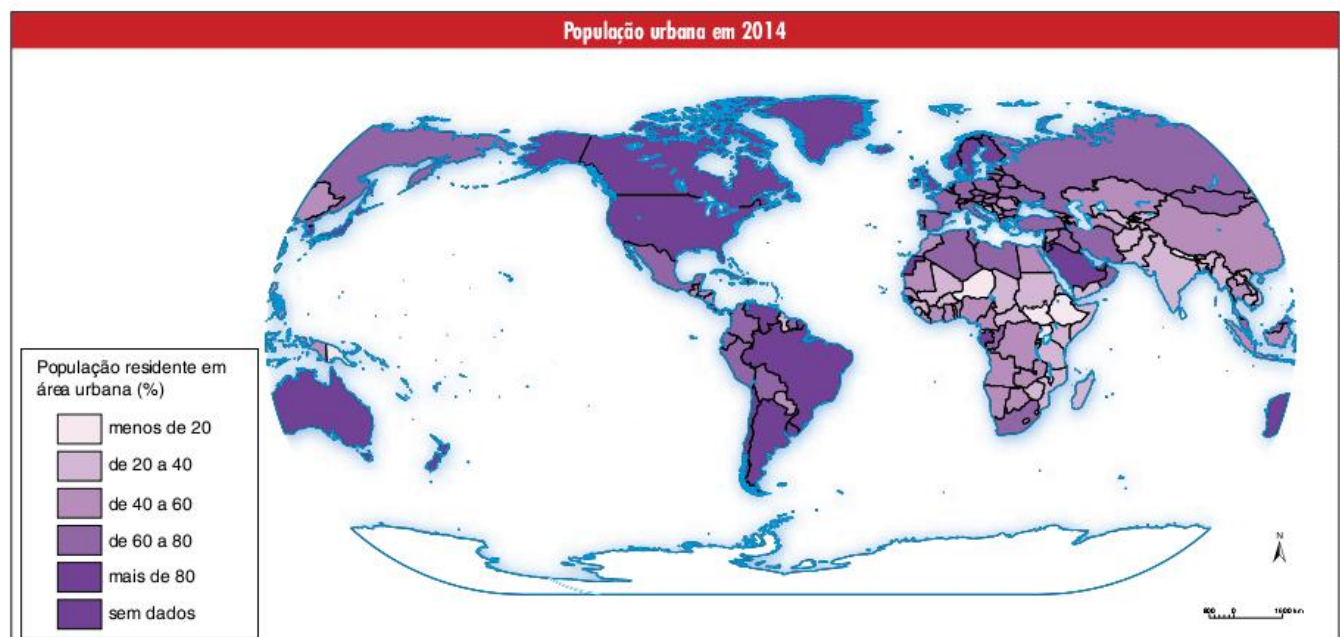 População urbana em 2014
População residente em
área urbana (%)
menos de 20
de 20 a 40
de 40 a 60
de 60 a 80
mais de 80
sem dados
N